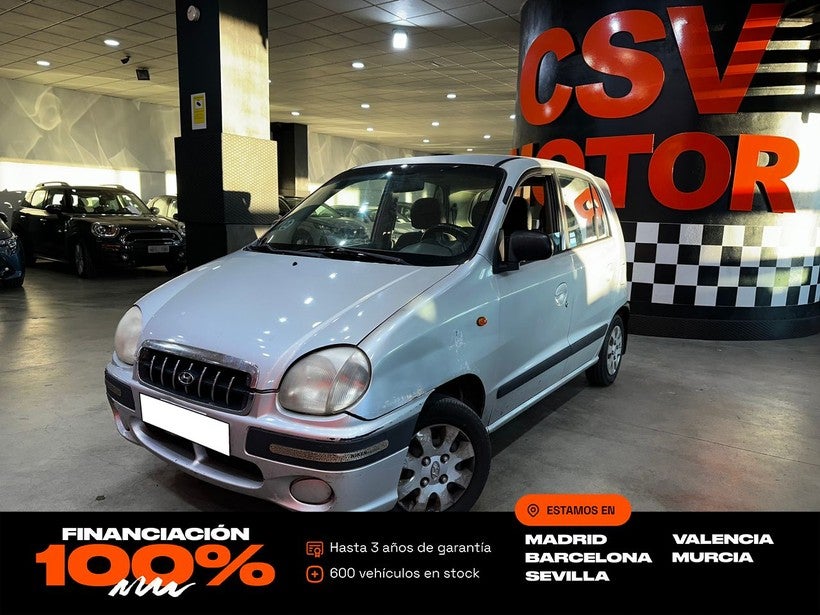 CSV
MOTOR
ESTAMOS EN
FINANCIACIÓN
100%
Hasta 3 años de garantía
600 vehículos en stock
MADRID
BARCELONA
SEVILLA
VALENCIA
MURCIA